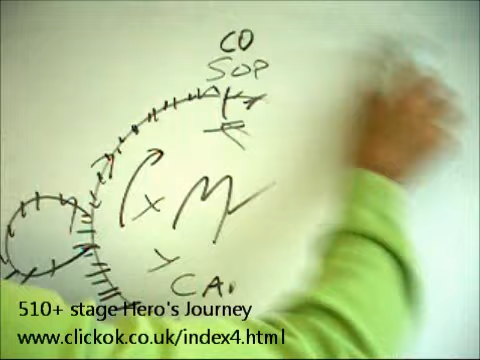 CO
SOP
X M
Y
CA
510+ stage Hero's Journey
www.clickok.co.uk/index4.html